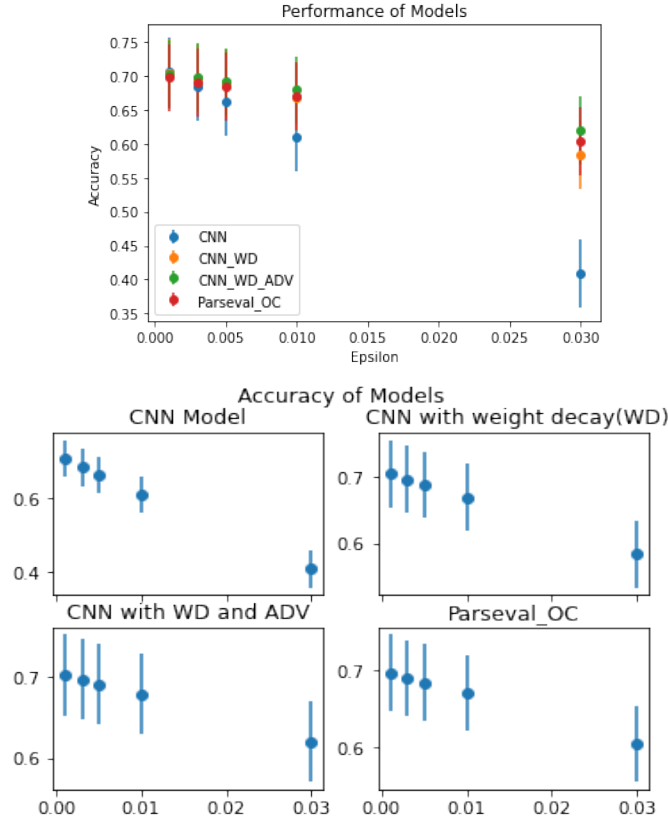 Performance of Models
Accuracy
0.75
0.70
0.65
0.60
0.55
0.50
0.45
0.40
0.35
CNN
CNN_WD
CNN_WD_ADV
Parseval_OC
0.000 0.005 0.010 0.015 0.020 0.025 0.030
Epsilon
Accuracy of Models
CNN Model
0.6
0.4
CNN with weight decay(WD)
0.7
0.6
CNN with WD and ADV
0.7
0.6
0.00 0.01 0.02 0.03
Parseval_OC
0.7
0.6
0.00 0.01 0.02 0.03